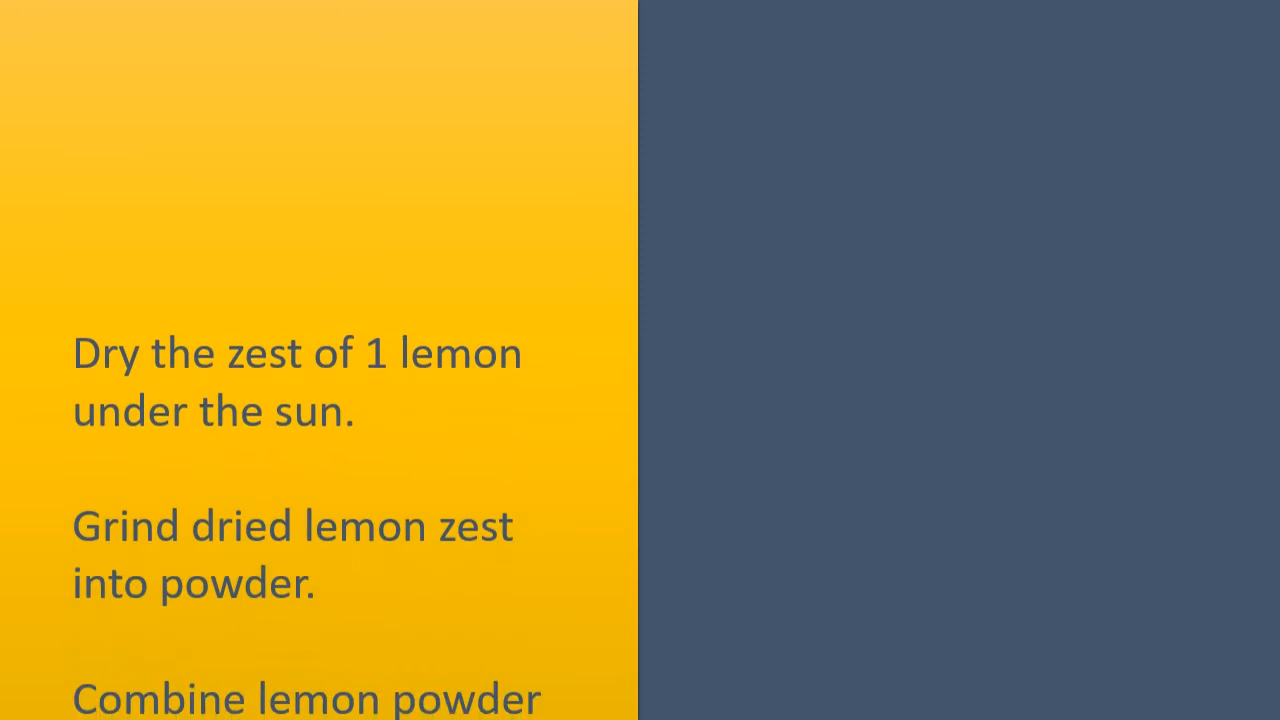 Dry the zest of 1 lemon
under the sun.
Grind dried lemon zest
into powder.
Combine lemon powder